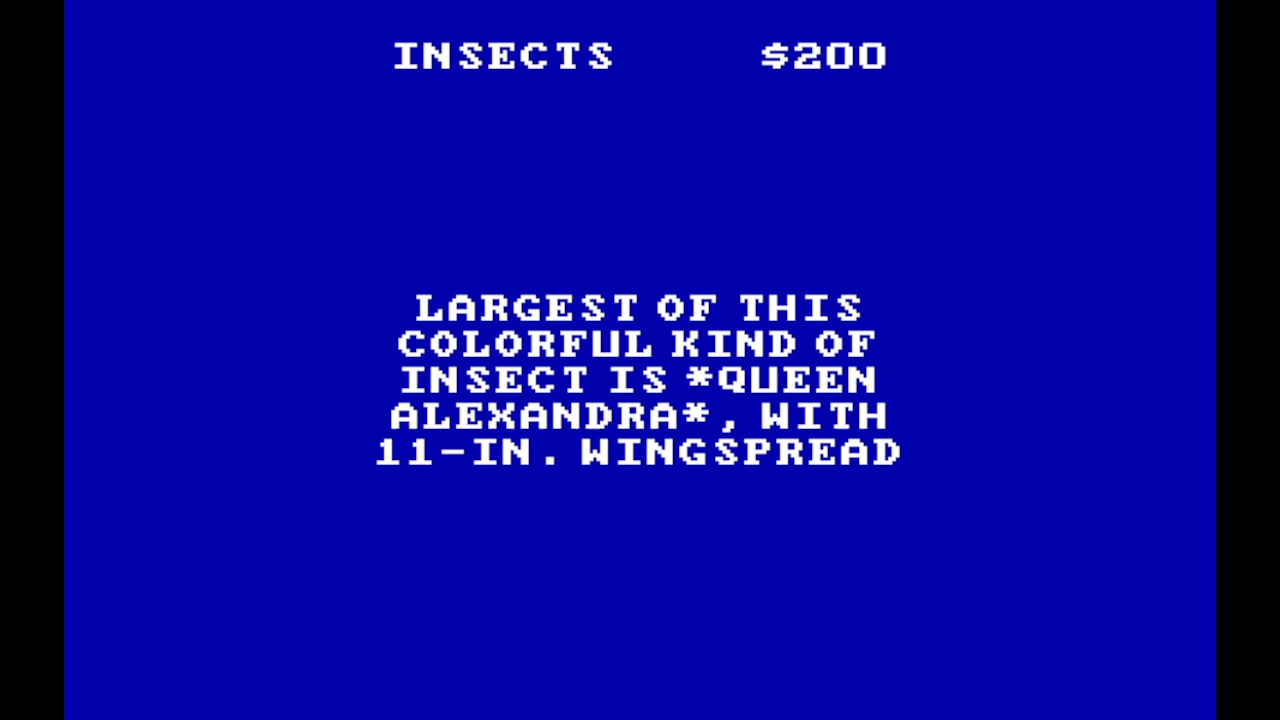 INSECTS $200
LARGEST OF THIS
COLORFUL KIND OF
INSECT IS *QUEEN
ALEXANDRA*, WITH
11-IN. WINGSPREAD